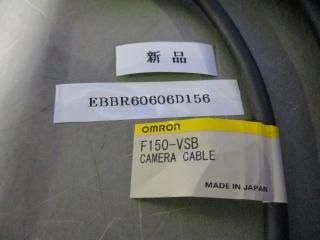 新品
EBBR60606D156
OMRON
F150-VSB
CAMERA CABLE
MADE IN JAPAN